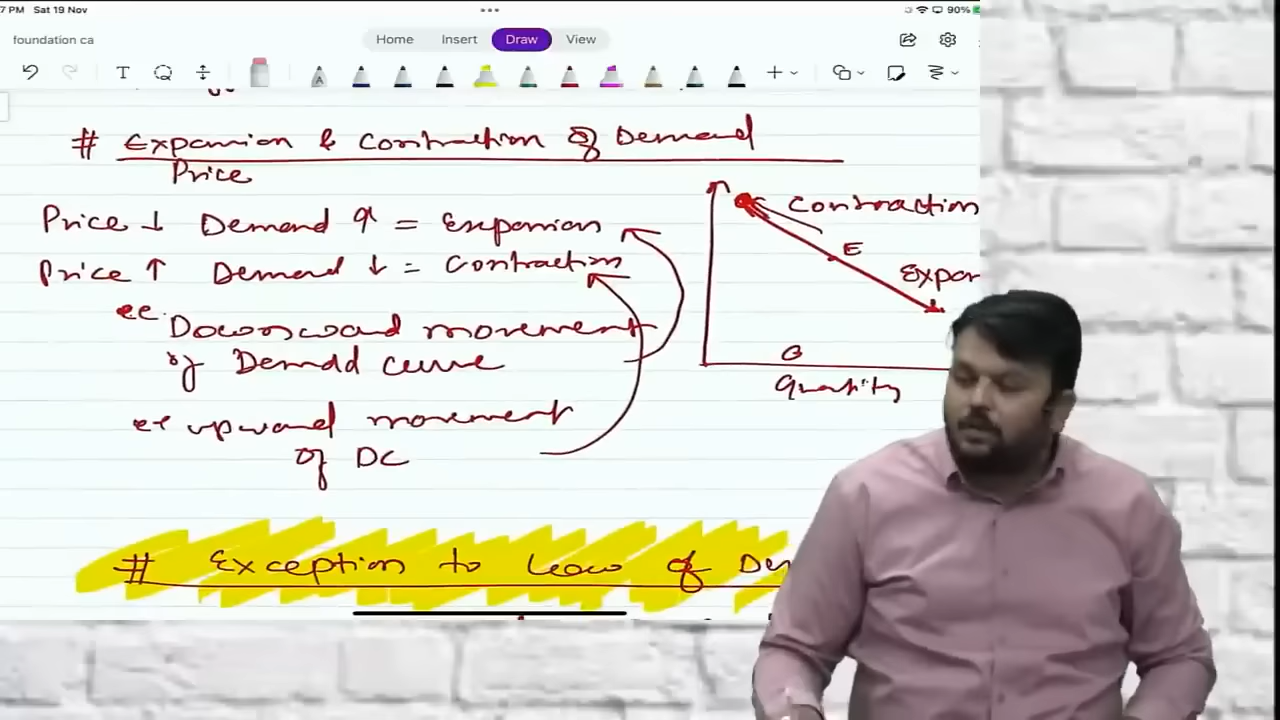 7 PM Sat 19 Nov
90%
foundation ca
Home Insert Draw View
# Expansion & Contraction of Demand
Price
Price ↓ Demand ↑ = Expansion
Price ↑ Demand ↓ = Contraction
Downward movement
of Demand curve
upward movement
of DC
Contraction
E
Expan
Quantity
# Exception to Law of De